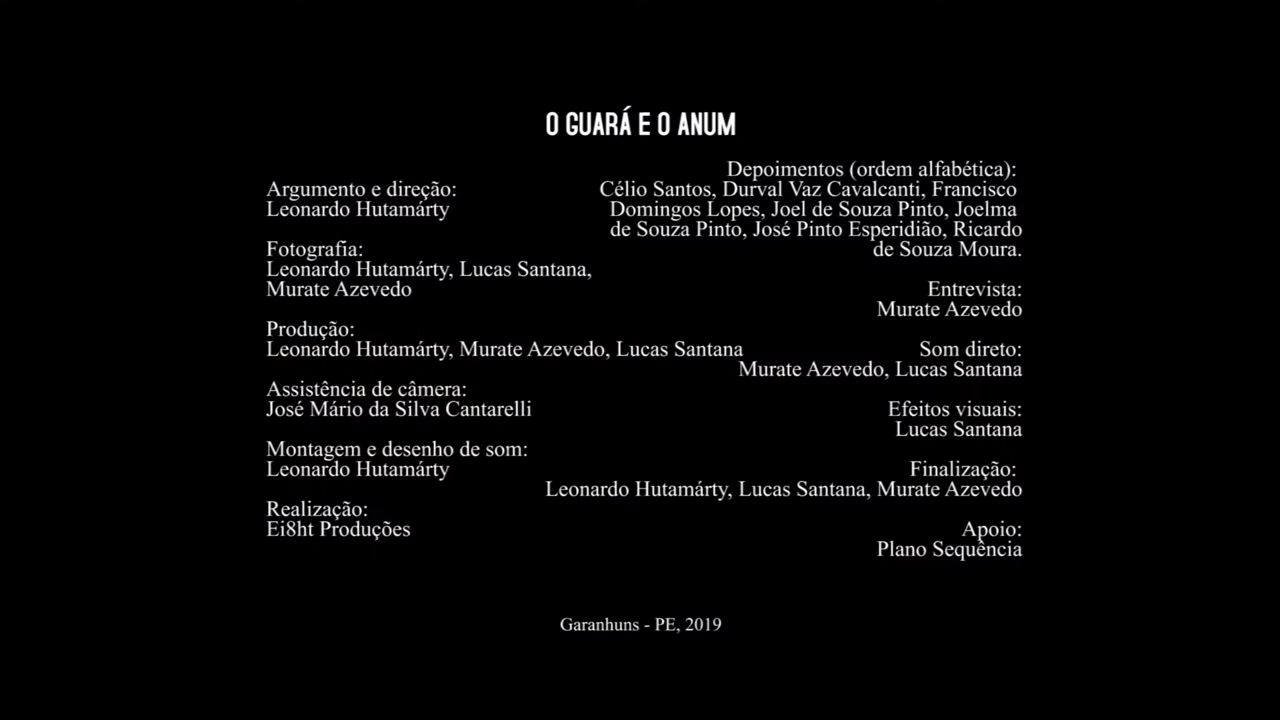 O GUARÁ E O ANUM
Argumento e direção:
Leonardo Hutamárty
Fotografia:
Leonardo Hutamárty, Lucas Santana,
Murate Azevedo
Produção:
Leonardo Hutamárty, Murate Azevedo, Lucas Santana
Assistência de câmera:
José Mário da Silva Cantarelli
Montagem e desenho de som:
Leonardo Hutamárty
Realização:
Ei8ht Produções
Depoimentos (ordem alfabética):
Célio Santos, Durval Vaz Cavalcanti, Francisco
Domingos Lopes, Joel de Souza Pinto, Joelma
de Souza Pinto, José Pinto Esperidião, Ricardo
de Souza Moura.
Entrevista:
Murate Azevedo
Som direto:
Murate Azevedo, Lucas Santana
Efeitos visuais:
Lucas Santana
Finalização:
Leonardo Hutamárty, Lucas Santana, Murate Azevedo
Apoio:
Plano Sequência
Garanhuns - PE, 2019